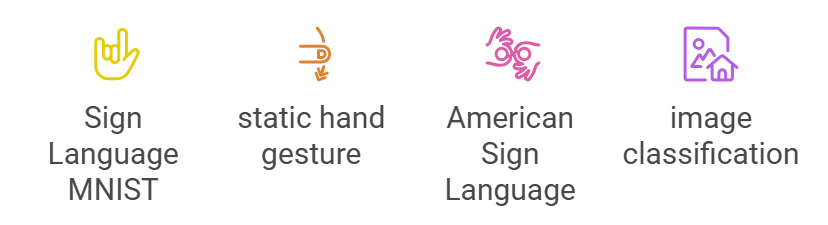 Sign
Language
MNIST
static hand
gesture
American
Sign
Language
image
classification